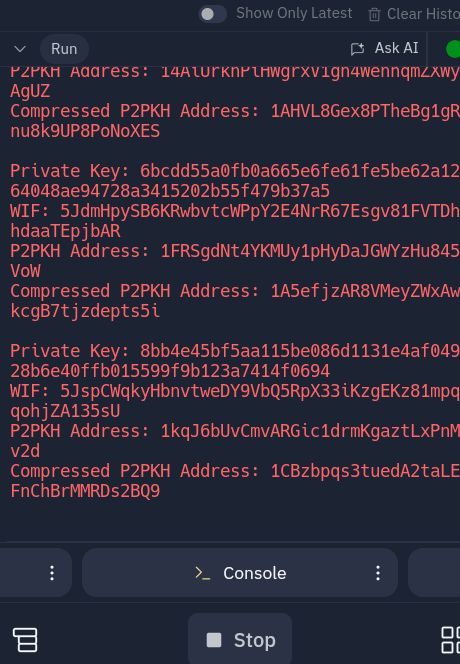 Show Only Latest
Clear Histo
Run
Ask AI
P2PKH Address: 14AlUrkhPlHWgrxV1gh4WehhqmZXWy
AgUZ
Compressed P2PKH Address: 1AHVL8Gex8PTheBg1gR
nu8k9UP8PoNoXES
Private Key: 6bcdd55a0fb0a665e6fe61fe5be62a12
64048ae94728a3415202b55f479b37a5
WIF: 5JdmHpySB6KRwbvtcWPpY2E4NrR67Esgv81FVTDh
hdaaTEpjbAR
P2PKH Address: 1FRSgdNt4YKMUy1pHyDaJGWYzHu845
VoW
Compressed P2PKH Address: 1A5efjzAR8VMeyZWxAw
kcgB7tjzdepts5i
Private Key: 8bb4e45bf5aa115be086d1131e4af049
28b6e40ffb015599f9b123a7414f0694
WIF: 5JspCWqkyHbnvtweDY9VbQ5RpX33iKzgEKz81mpq
qohjZA135sU
P2PKH Address: 1kqJ6bUvCmvARGic1drmKgaztLxPnM
v2d
Compressed P2PKH Address: 1CBzbpqs3tuedA2taLE
FnChBrMMRDs2BQ9
Console
Stop